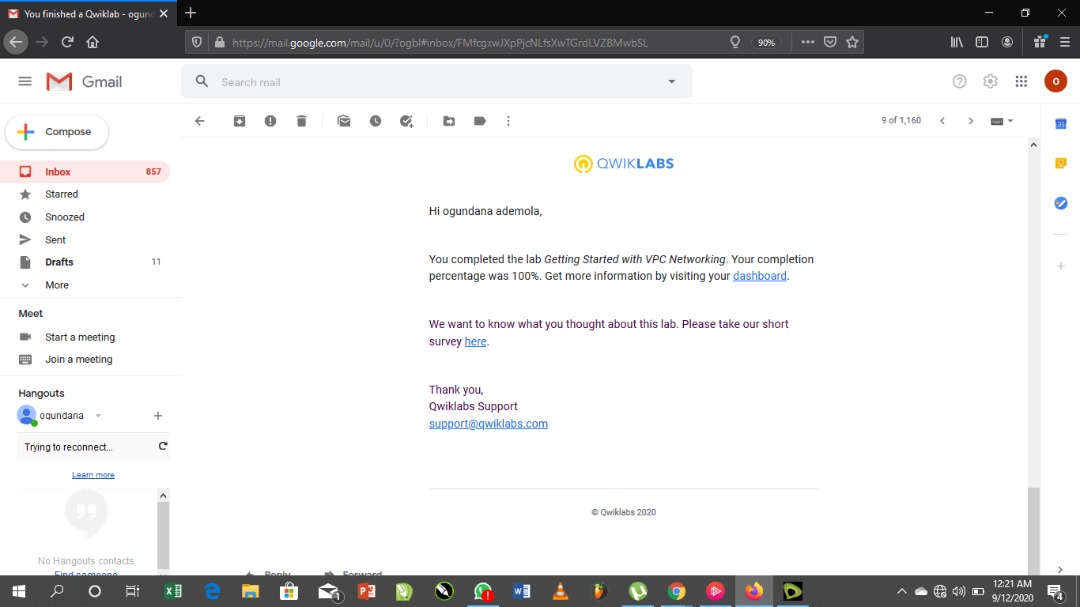 You finished a Qwiklab - ogund
https://mail.google.com/mail/u/0/?ogbl#inbox/FMfcgxwJXpPjcNLfsXwTGrdLVZBMwbSL
90%
Gmail
Search mail
O
Compose
9 of 1,160
Inbox 857
Starred
Snoozed
Sent
Drafts 11
More
Meet
Start a meeting
Join a meeting
Hangouts
ogundana
Trying to reconnect...
Learn more
No Hangouts contacts
Find someone
QWIKLABS
Hi ogundana ademola,
You completed the lab Getting Started with VPC Networking. Your completion
percentage was 100%. Get more information by visiting your dashboard.
We want to know what you thought about this lab. Please take our short
survey here.
Thank you,
Qwiklabs Support
support@qwiklabs.com
© Qwiklabs 2020
Reply Forward
31
12:21 AM
9/12/2020
4